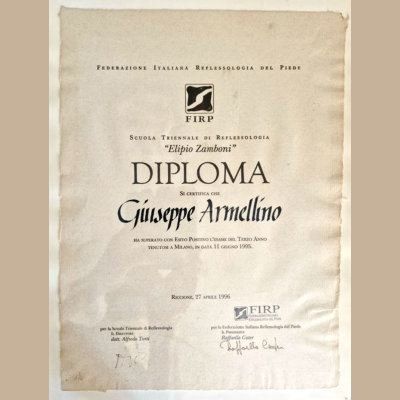 Federazione Italiana Reflessologia del Piede
FIRP
Scuola Triennale di Reflessologia
"Elipio Zamboni"
DIPLOMA
Si certifica che
Giuseppe Armellino
ha superato con Esito Positivo l'esame del Terzo Anno
tenutosi a Milano, in data 11 giugno 1995.
Riccione, 27 aprile 1996
FIRP
per la Scuola Triennale di Reflessologia
Il Direttore
dott. Alfredo
per la Federazione Italiana Reflessologia del Piede
Il Presidente
Raffaella
Raffaella